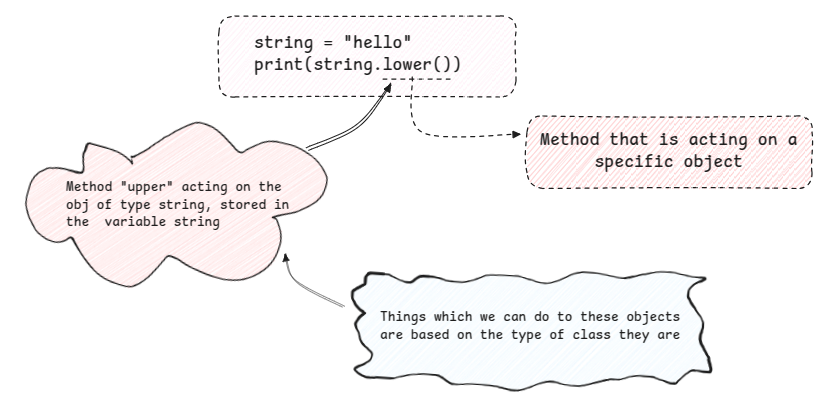 string = "hello"
print(string.lower())
Method that is acting on a
specific object
Method "upper" acting on the
obj of type string, stored in
the  variable string
Things which we can do to these objects
are based on the type of class they are